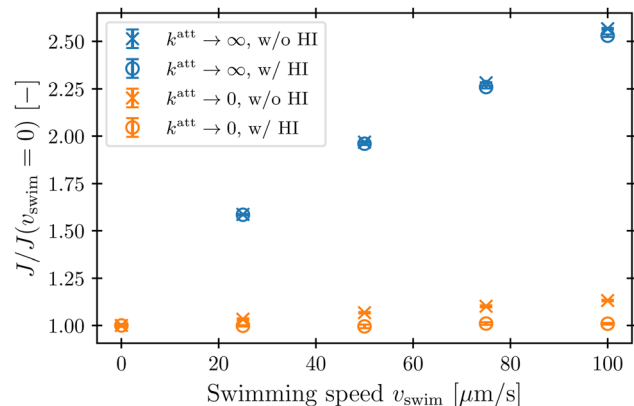 2.50
2.25
2.00
1.75
1.50
1.25
1.00
J/J(v_swim = 0) [−]
k^att → ∞, w/o HI
k^att → ∞, w/ HI
k^att → 0, w/o HI
k^att → 0, w/ HI
0 20 40 60 80 100
Swimming speed v_swim [μm/s]